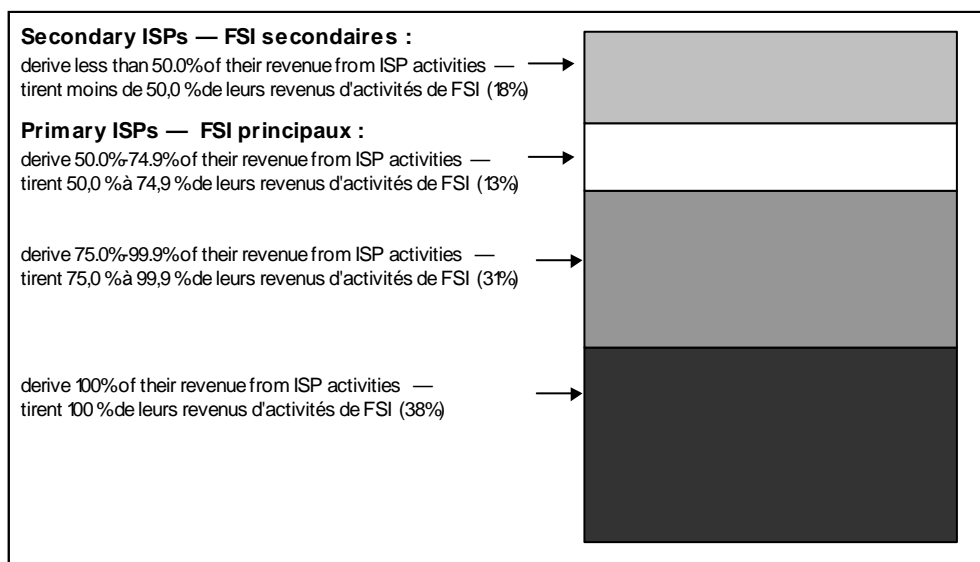 Secondary ISPs — FSI secondaires :
derive less than 50.0% of their revenue from ISP activities —
tirent moins de 50,0 % de leurs revenus d'activités de FSI (18%)
Primary ISPs — FSI principaux :
derive 50.0%-74.9% of their revenue from ISP activities —
tirent 50,0 % à 74,9 % de leurs revenus d'activités de FSI (13%)
derive 75.0%-99.9% of their revenue from ISP activities —
tirent 75,0 % à 99,9 % de leurs revenus d'activités de FSI (31%)
derive 100% of their revenue from ISP activities —
tirent 100 % de leurs revenus d'activités de FSI (38%)